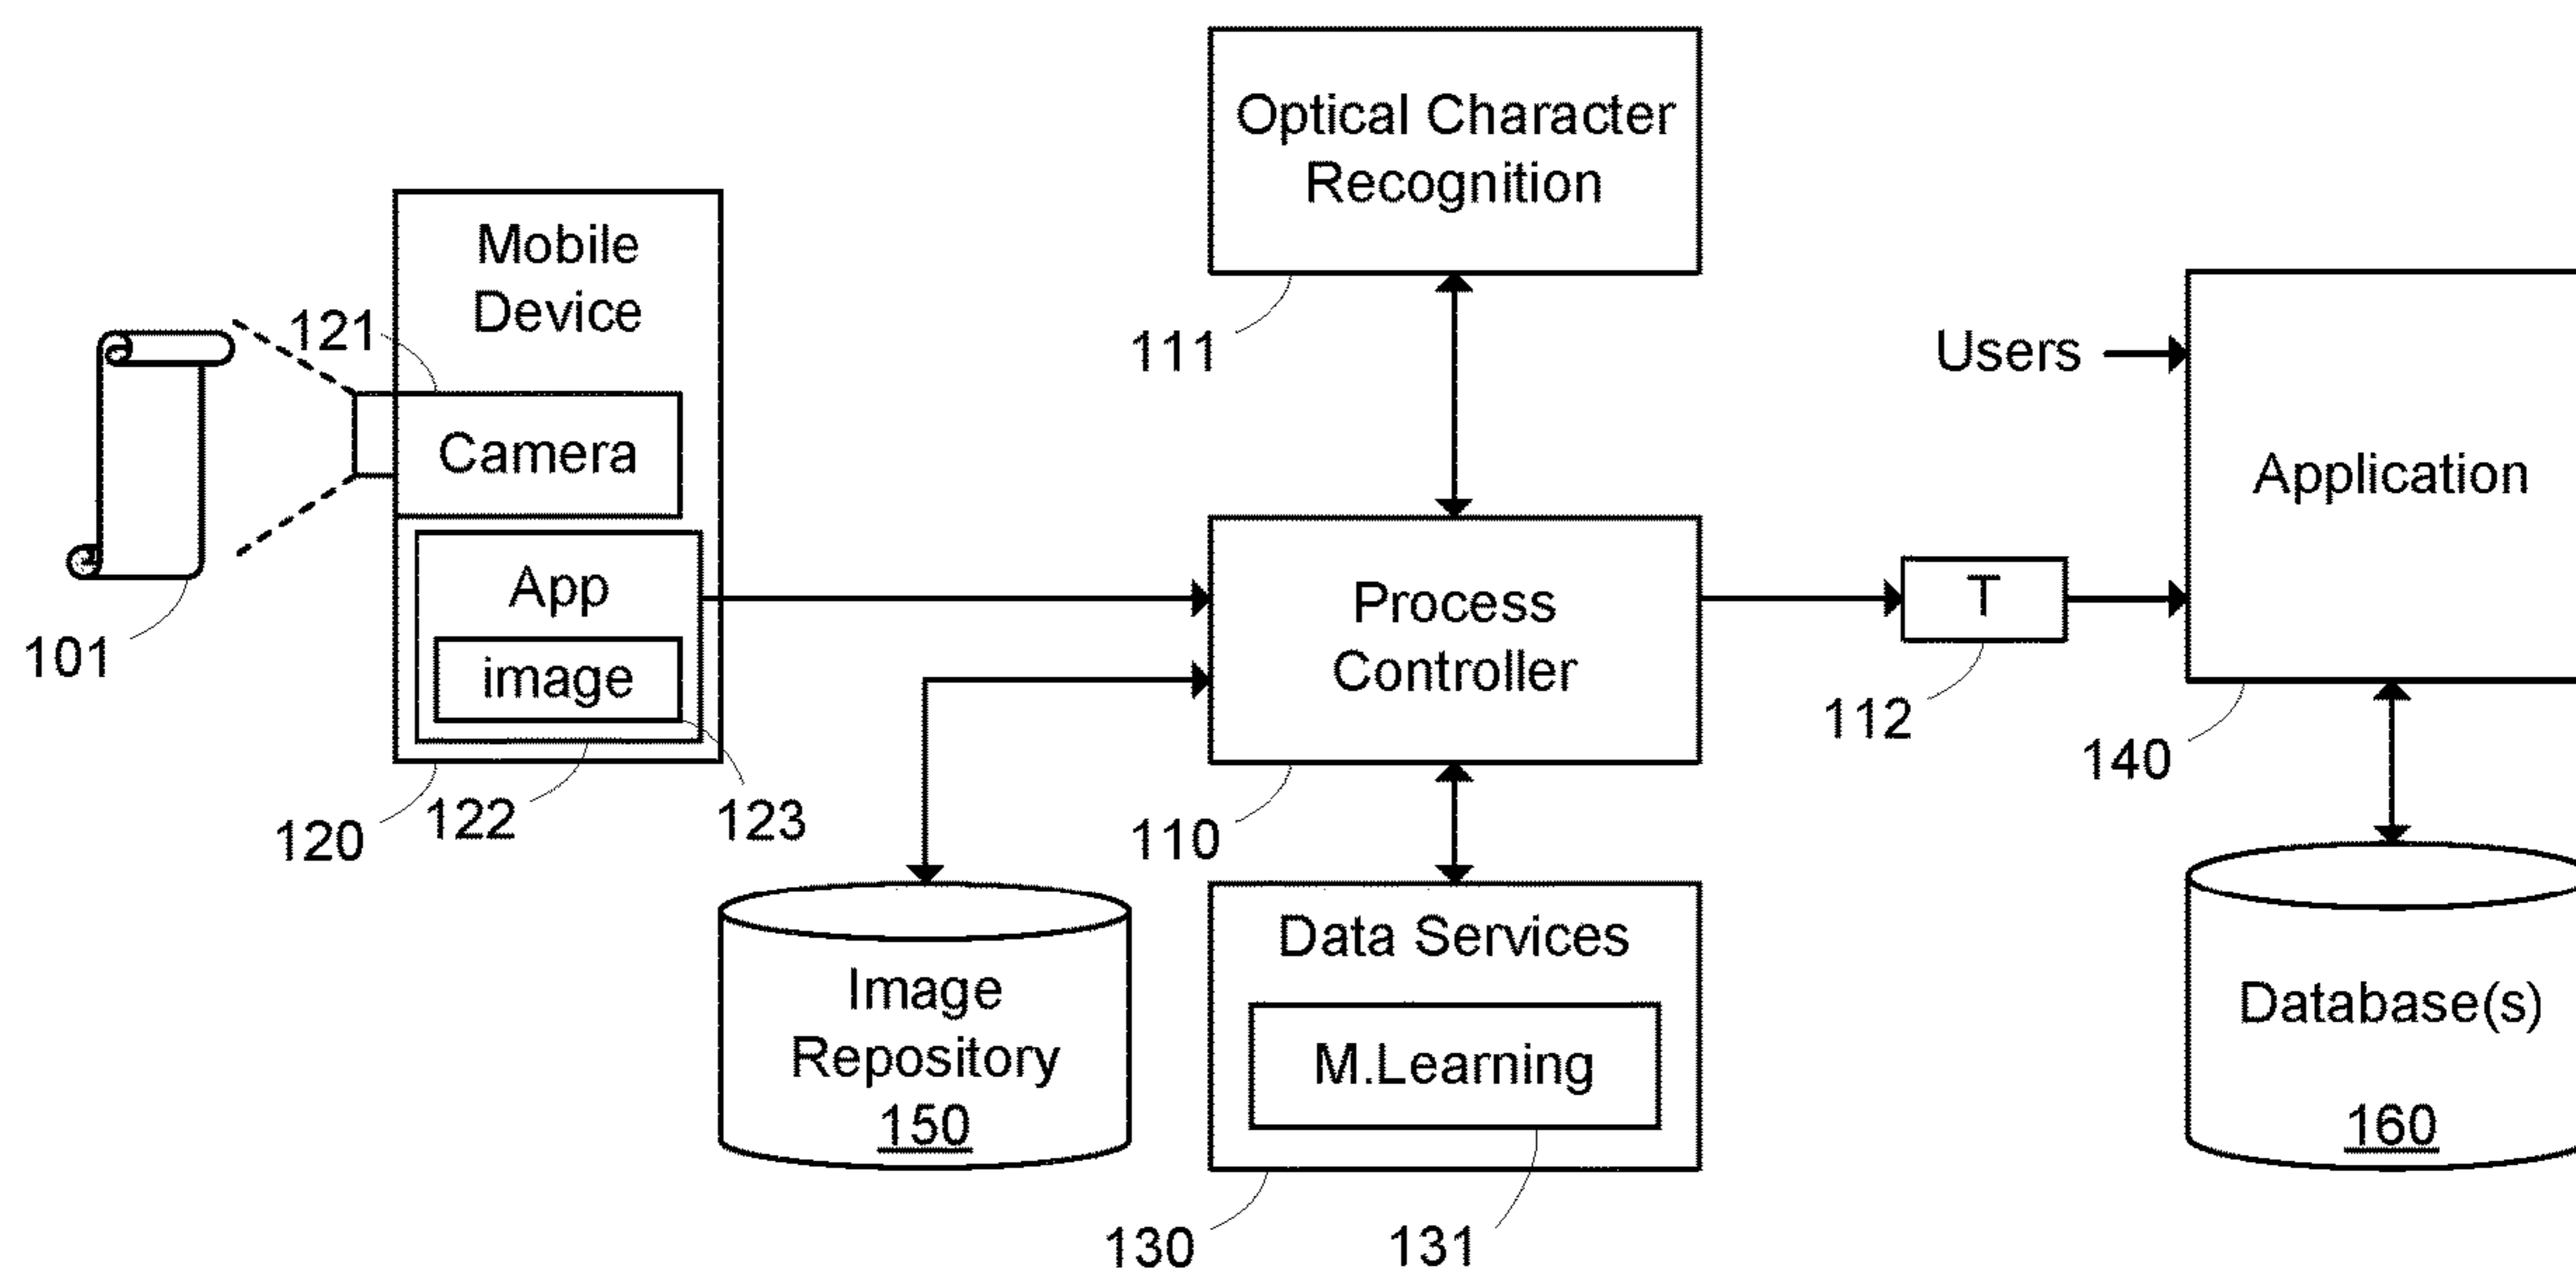 Optical Character
Recognition
111
Mobile
Device
121
Camera
App
image
101
120
122
123
Users
Application
Process
Controller
T
112
140
110
Image
Repository
150
Data Services
M.Learning
130
131
Database(s)
160